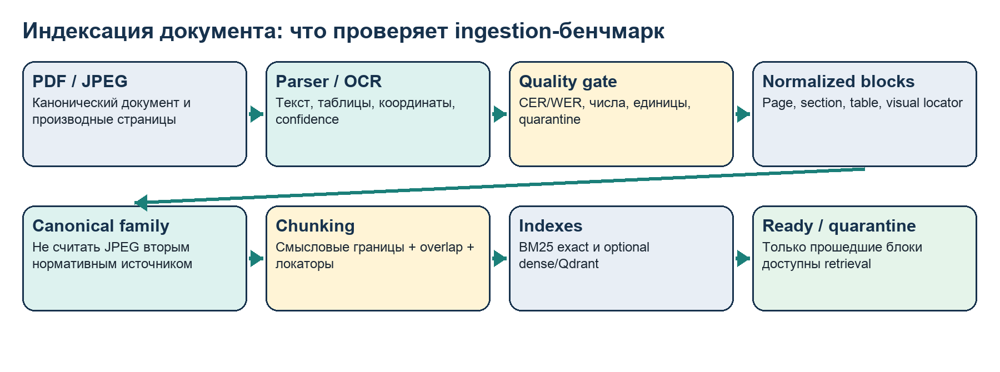 Индексация документа: что проверяет ingestion-бенчмарк
PDF / JPEG
Канонический документ и
производные страницы
Parser / OCR
Текст, таблицы, координаты,
confidence
Quality gate
CER/WER, числа, единицы,
quarantine
Normalized blocks
Page, section, table, visual locator
Canonical family
Не считать JPEG вторым
нормативным источником
Chunking
Смысловые границы + overlap +
локаторы
Indexes
BM25 exact и optional
dense/Qdrant
Ready / quarantine
Только прошедшие блоки
доступны retrieval